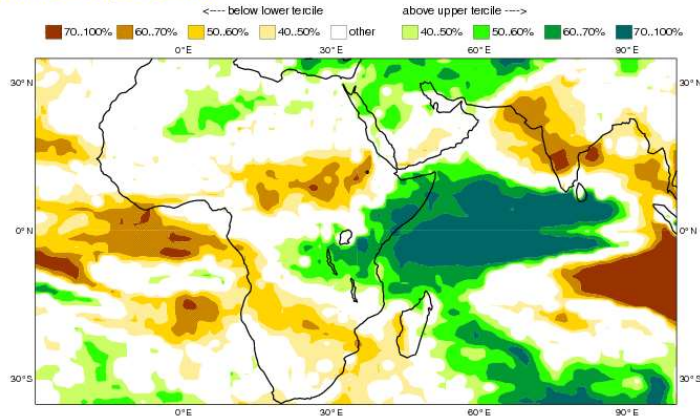 <---- below lower tercile above upper tercile ---->
70..100% 60..70% 50..60% 40..50% other 40..50% 50..60% 60..70% 70..100%
0°E 30°E 60°E 90°E
30°N 30°N
0°N 0°N
30°S 30°S
0°E 30°E 60°E 90°E